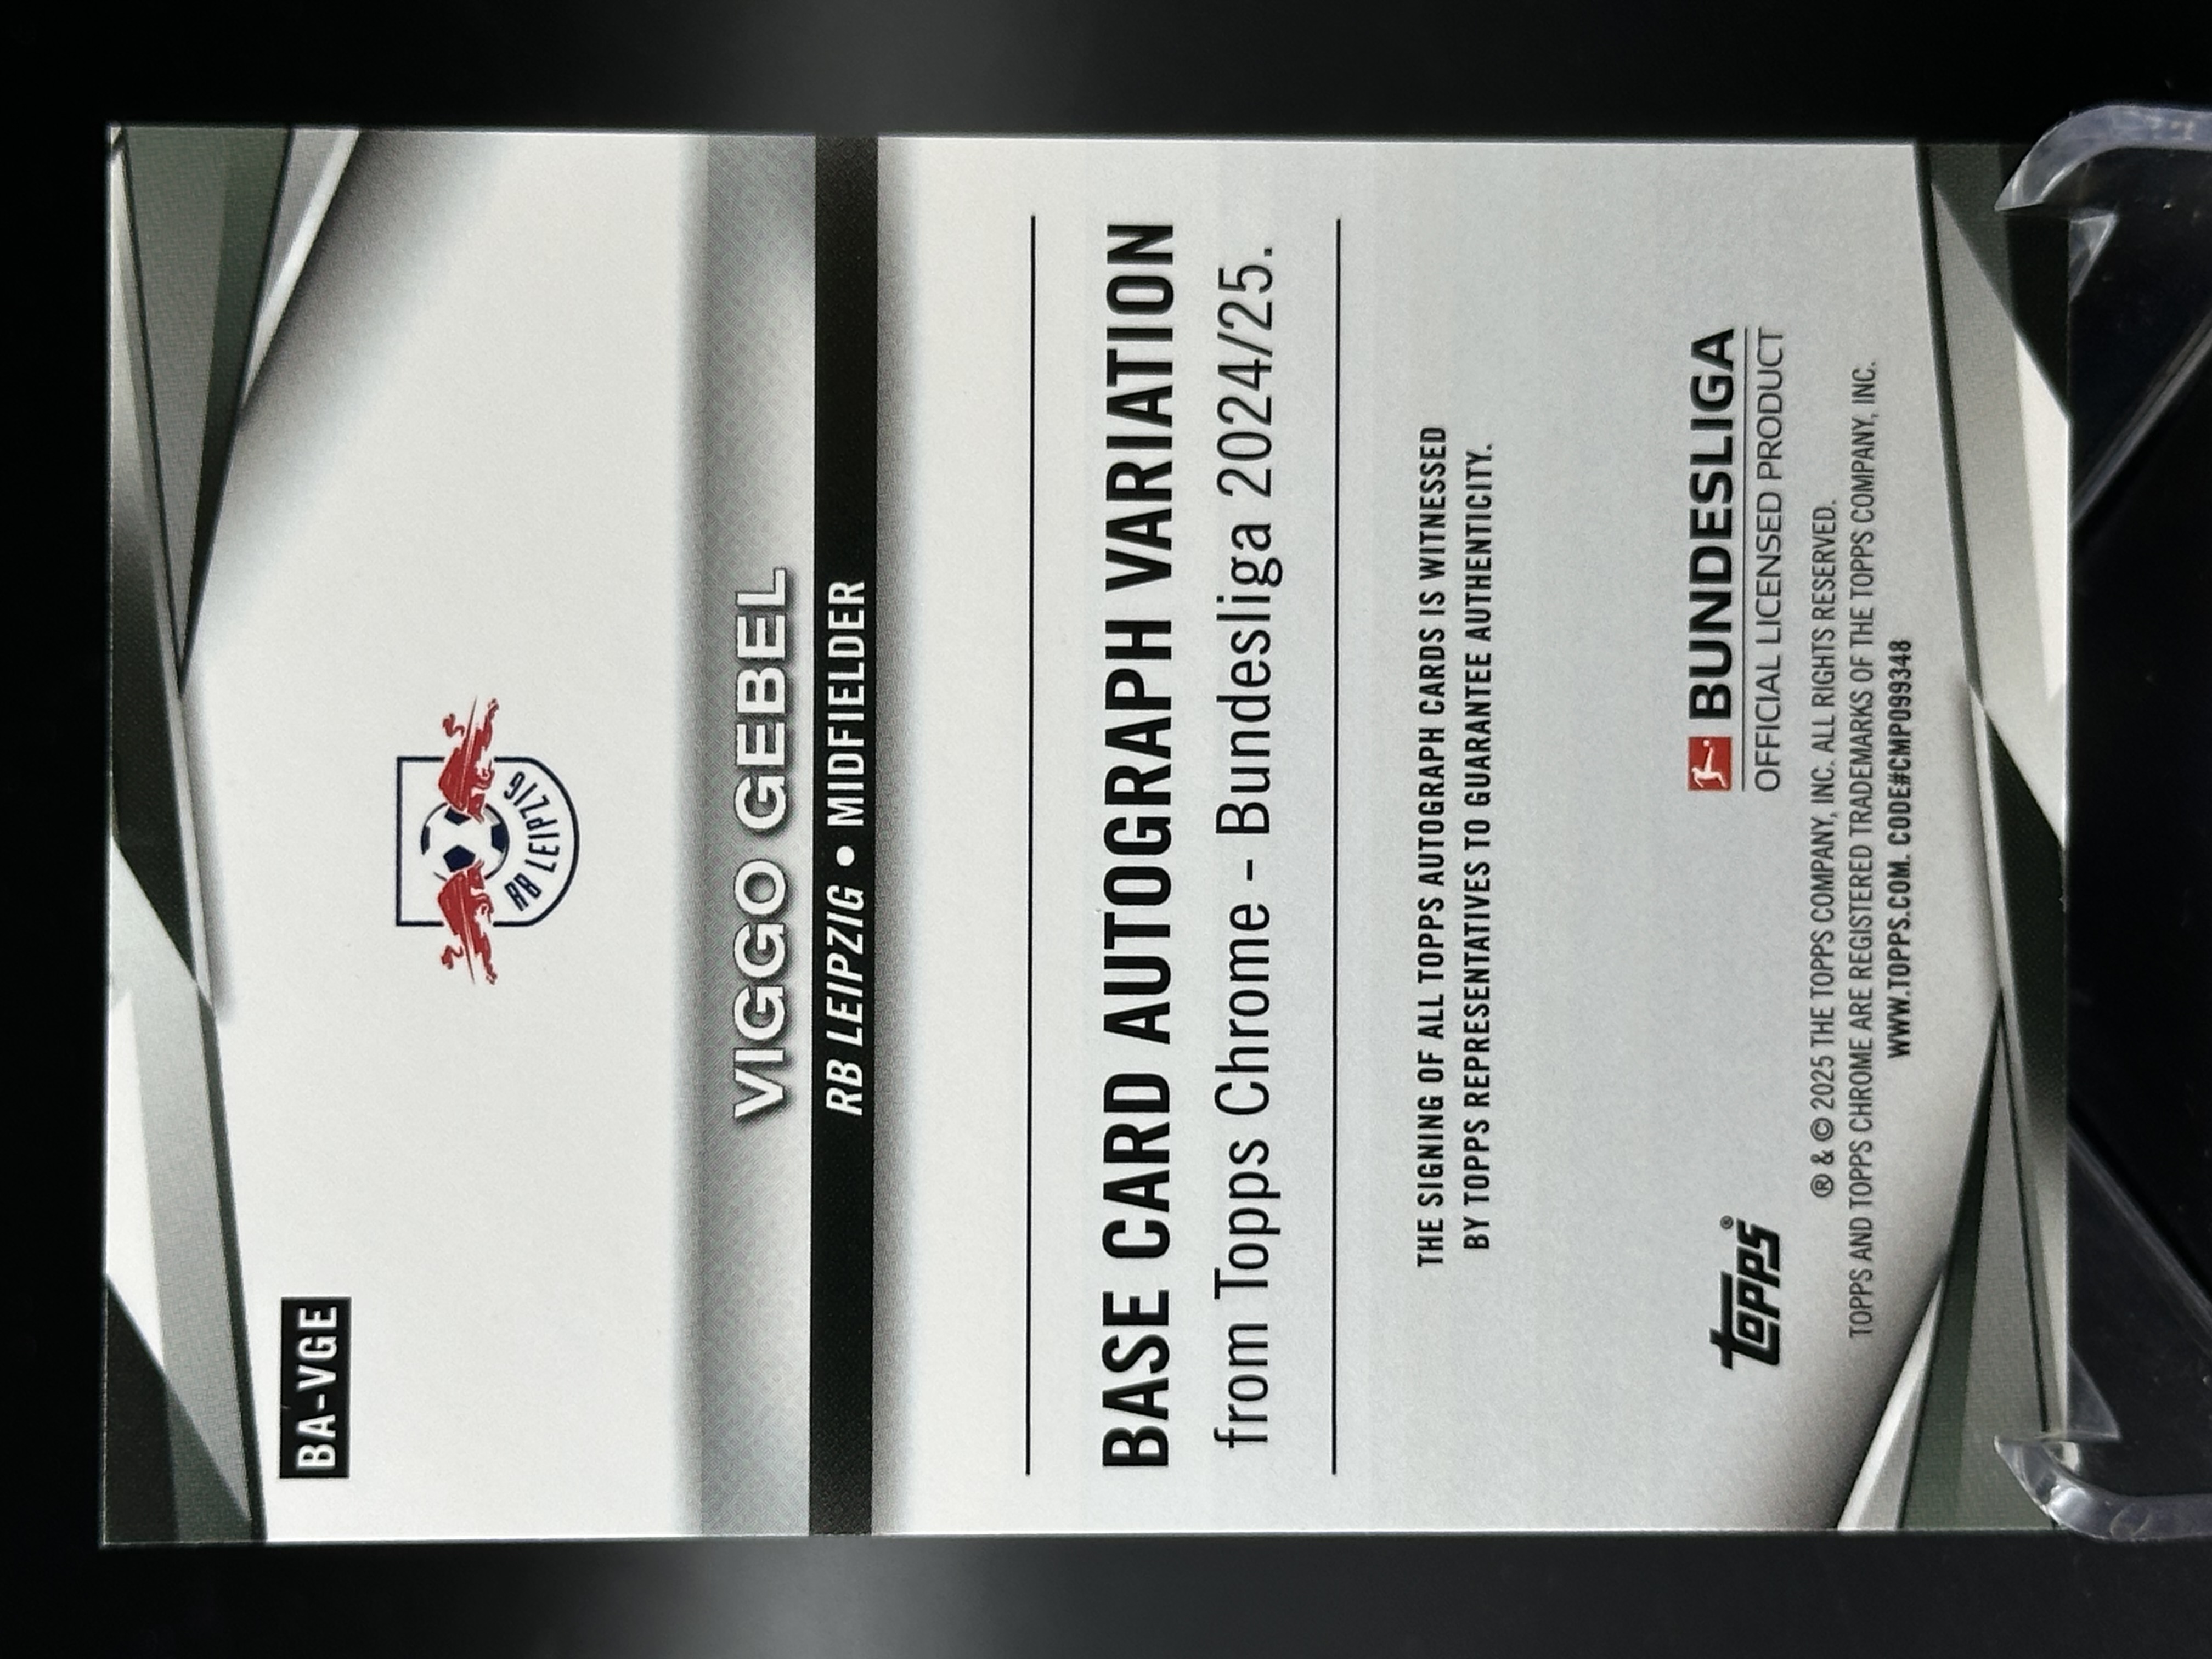 BA-VGE
RB LEIPZIG
VIGGO GEBEL
RB LEIPZIG • MIDFIELDER
BASE CARD AUTOGRAPH VARIATION
from Topps Chrome - Bundesliga 2024/25.
THE SIGNING OF ALL TOPPS AUTOGRAPH CARDS IS WITNESSED
BY TOPPS REPRESENTATIVES TO GUARANTEE AUTHENTICITY.
topps®
BUNDESLIGA
OFFICIAL LICENSED PRODUCT
® & © 2025 THE TOPPS COMPANY, INC. ALL RIGHTS RESERVED.
TOPPS AND TOPPS CHROME ARE REGISTERED TRADEMARKS OF THE TOPPS COMPANY, INC.
WWW.TOPPS.COM. CODE#CMP099348